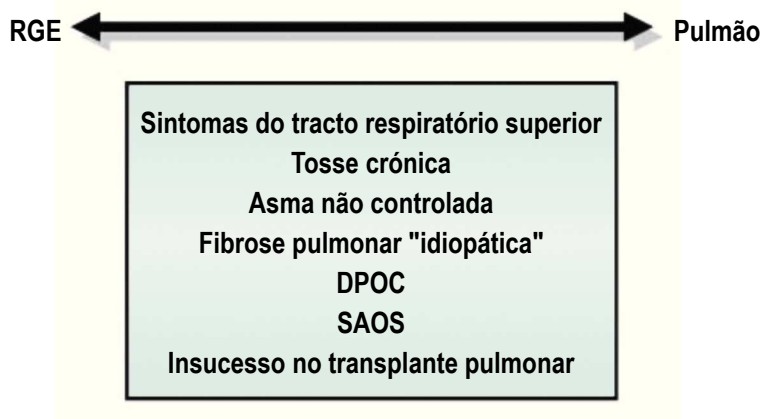 RGE Pulmão
Sintomas do tracto respiratório superior
Tosse crónica
Asma não controlada
Fibrose pulmonar "idiopática"
DPOC
SAOS
Insucesso no transplante pulmonar